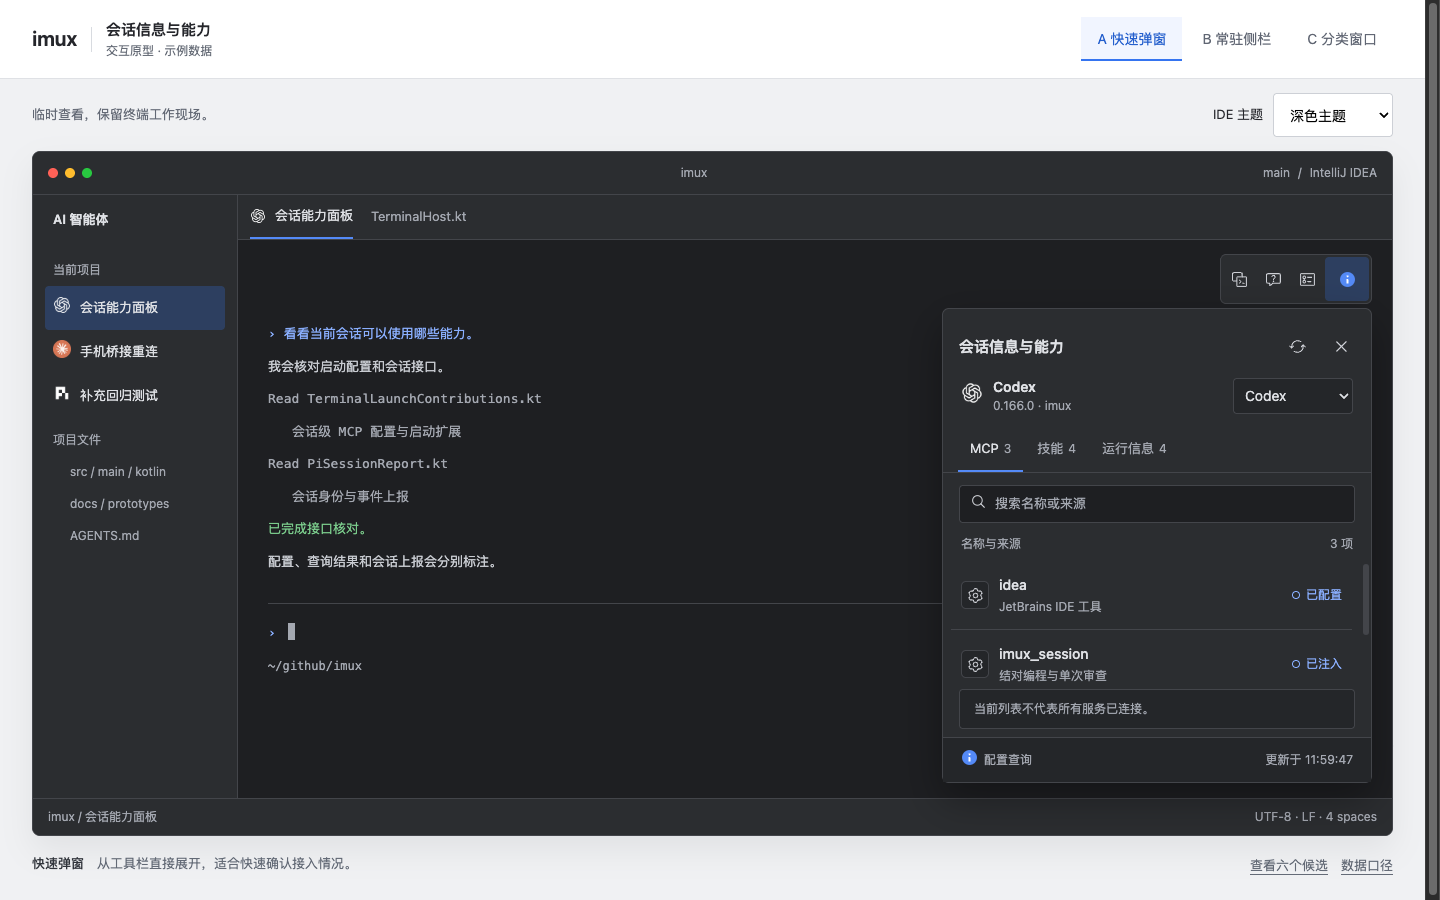 imux
会话信息与能力
交互原型 · 示例数据
A 快速弹窗
B 常驻侧栏
C 分类窗口
临时查看，保留终端工作现场。
IDE 主题
深色主题
imux
main / IntelliJ IDEA
AI 智能体
当前项目
会话能力面板
手机桥接重连
补充回归测试
项目文件
src / main / kotlin
docs / prototypes
AGENTS.md
会话能力面板
TerminalHost.kt
› 看看当前会话可以使用哪些能力。
我会核对启动配置和会话接口。
Read TerminalLaunchContributions.kt
会话级 MCP 配置与启动扩展
Read PiSessionReport.kt
会话身份与事件上报
已完成接口核对。
配置、查询结果和会话上报会分别标注。
›
~/github/imux
会话信息与能力
Codex
0.166.0 · imux
Codex
MCP 3
技能 4
运行信息 4
搜索名称或来源
名称与来源
3 项
idea
JetBrains IDE 工具
已配置
imux_session
结对编程与单次审查
已注入
当前列表不代表所有服务已连接。
配置查询
更新于 11:59:47
imux / 会话能力面板
UTF-8 · LF · 4 spaces
快速弹窗 从工具栏直接展开，适合快速确认接入情况。
查看六个候选
数据口径